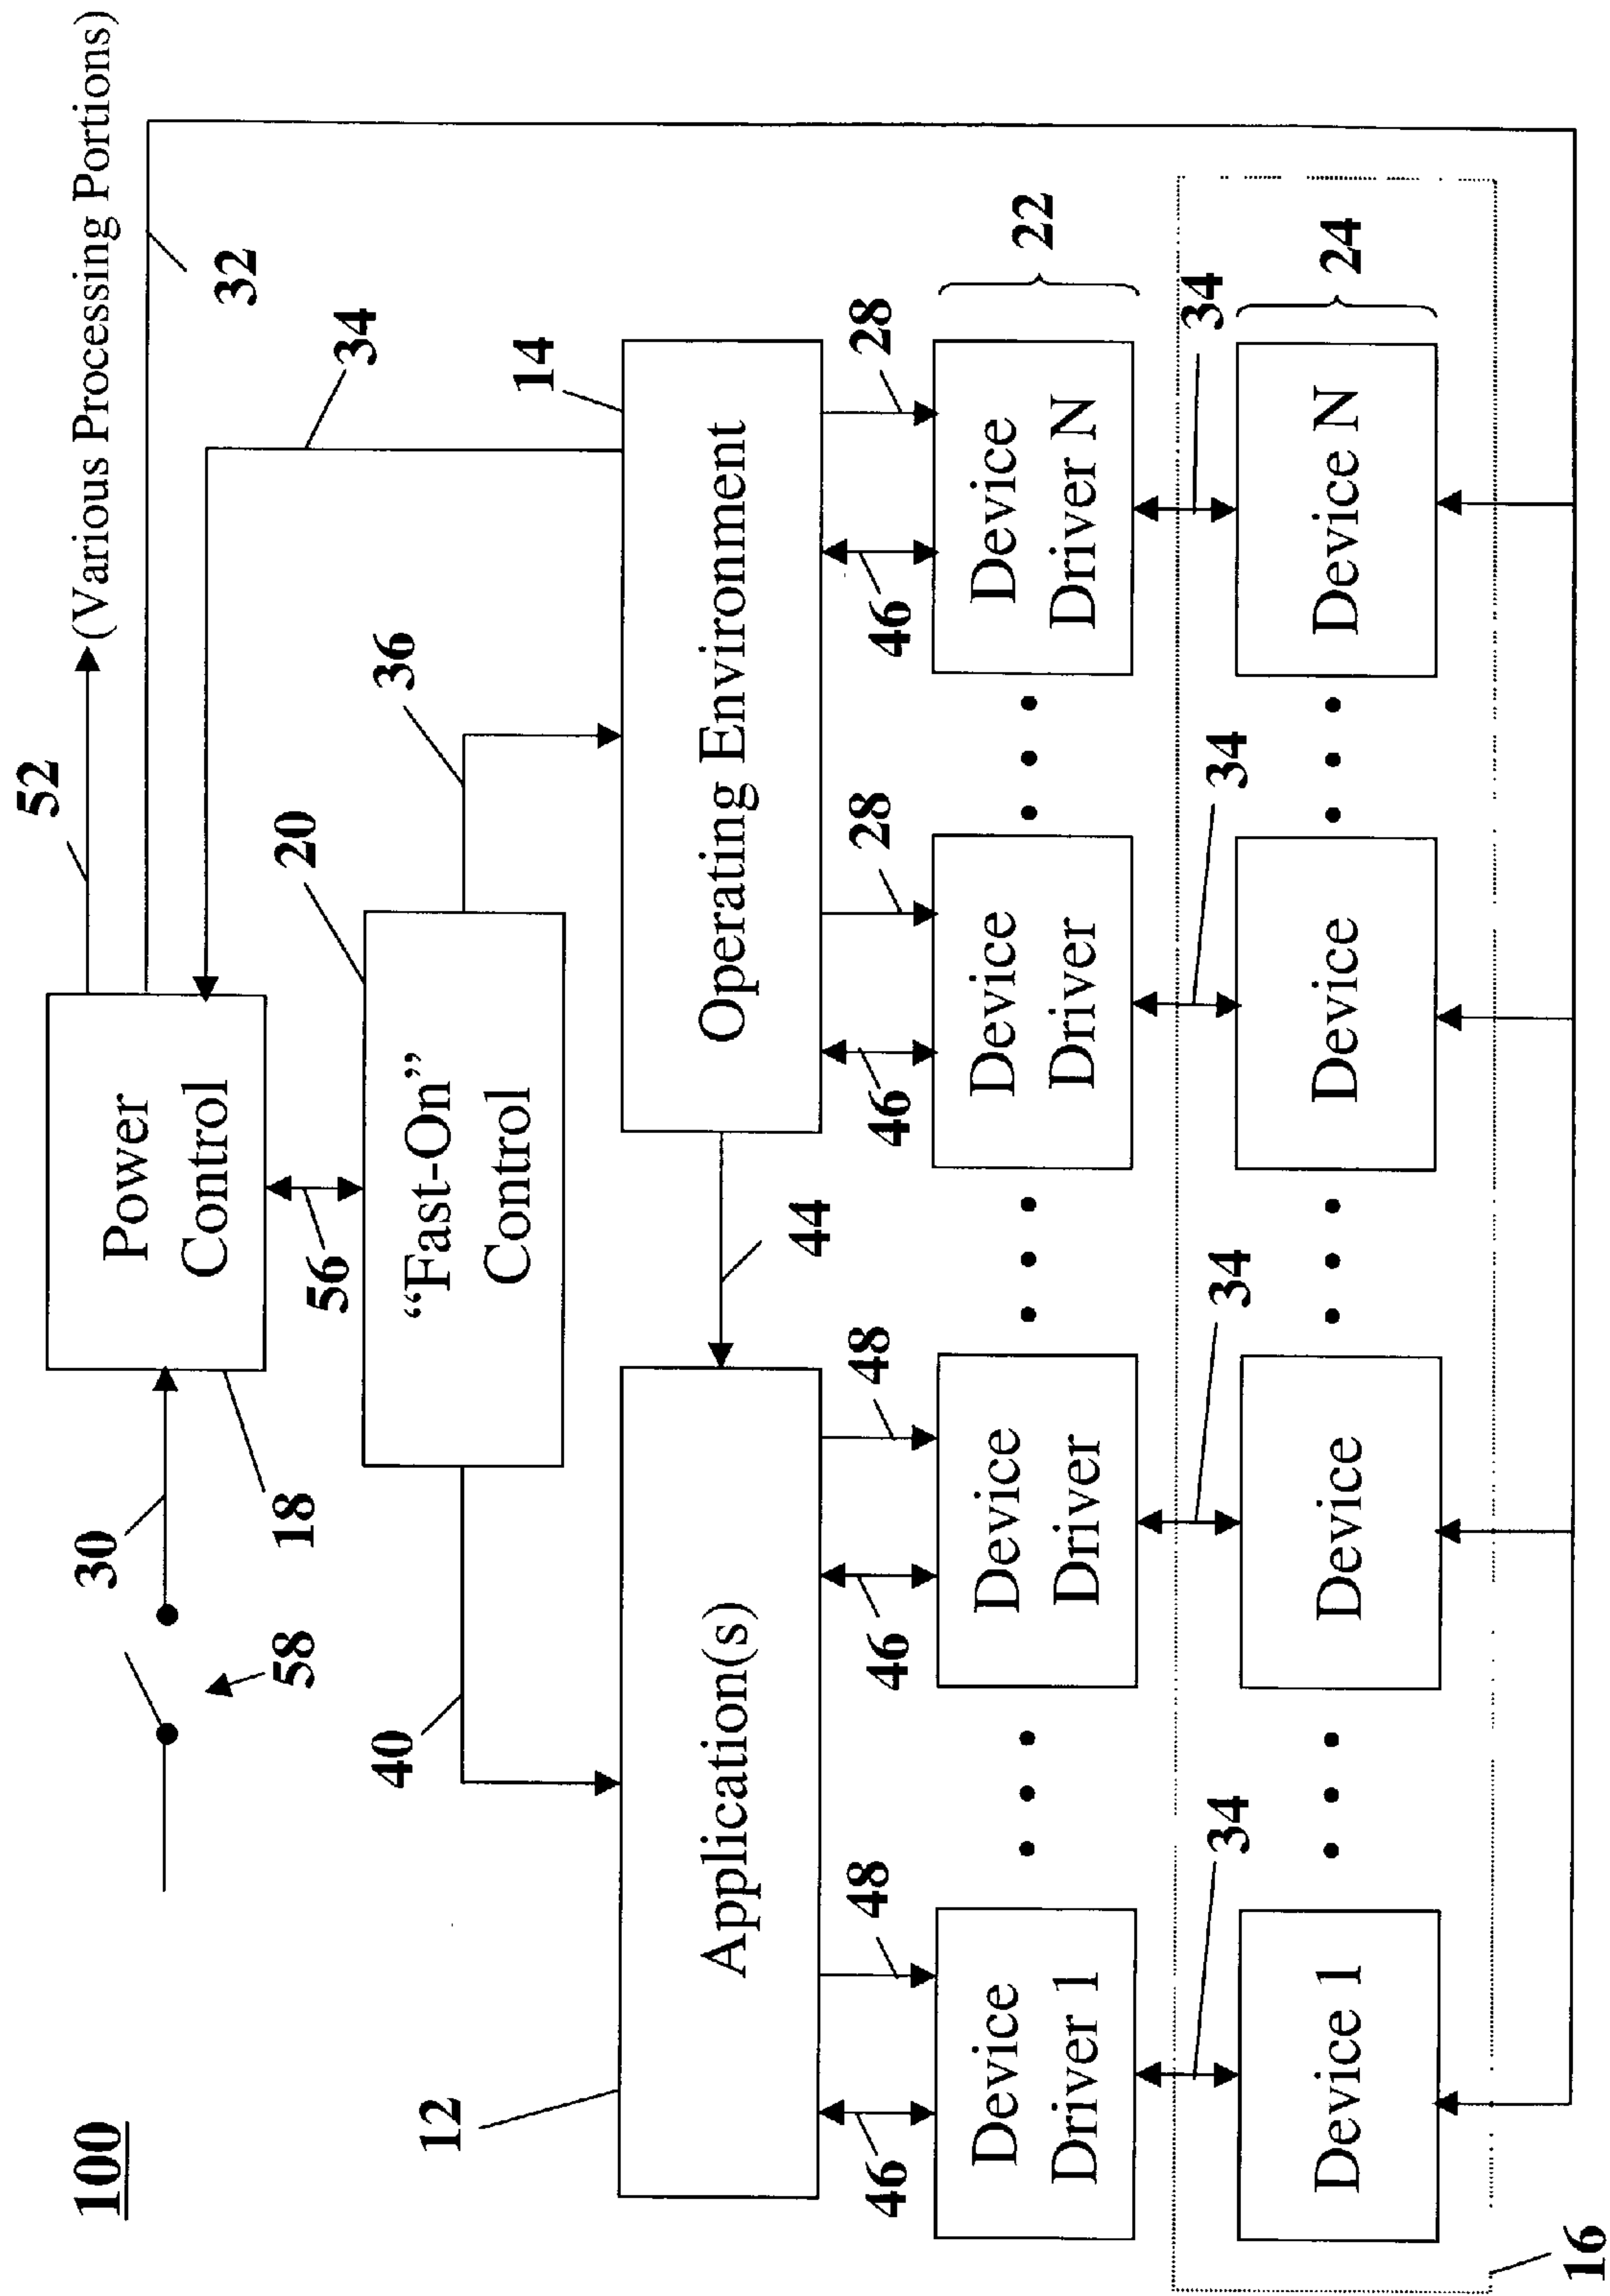 100
52
(Various Processing Portions)
30
58
18
Power
Control
32
34
56
20
36
40
"Fast-On"
Control
14
12
Application(s)
44
Operating Environment
46
48
46
48
46
28
46
28
Device
Driver 1
Device
Driver
Device
Driver
Device
Driver N
22
34
34
34
34
Device 1
Device
Device
Device N
24
16